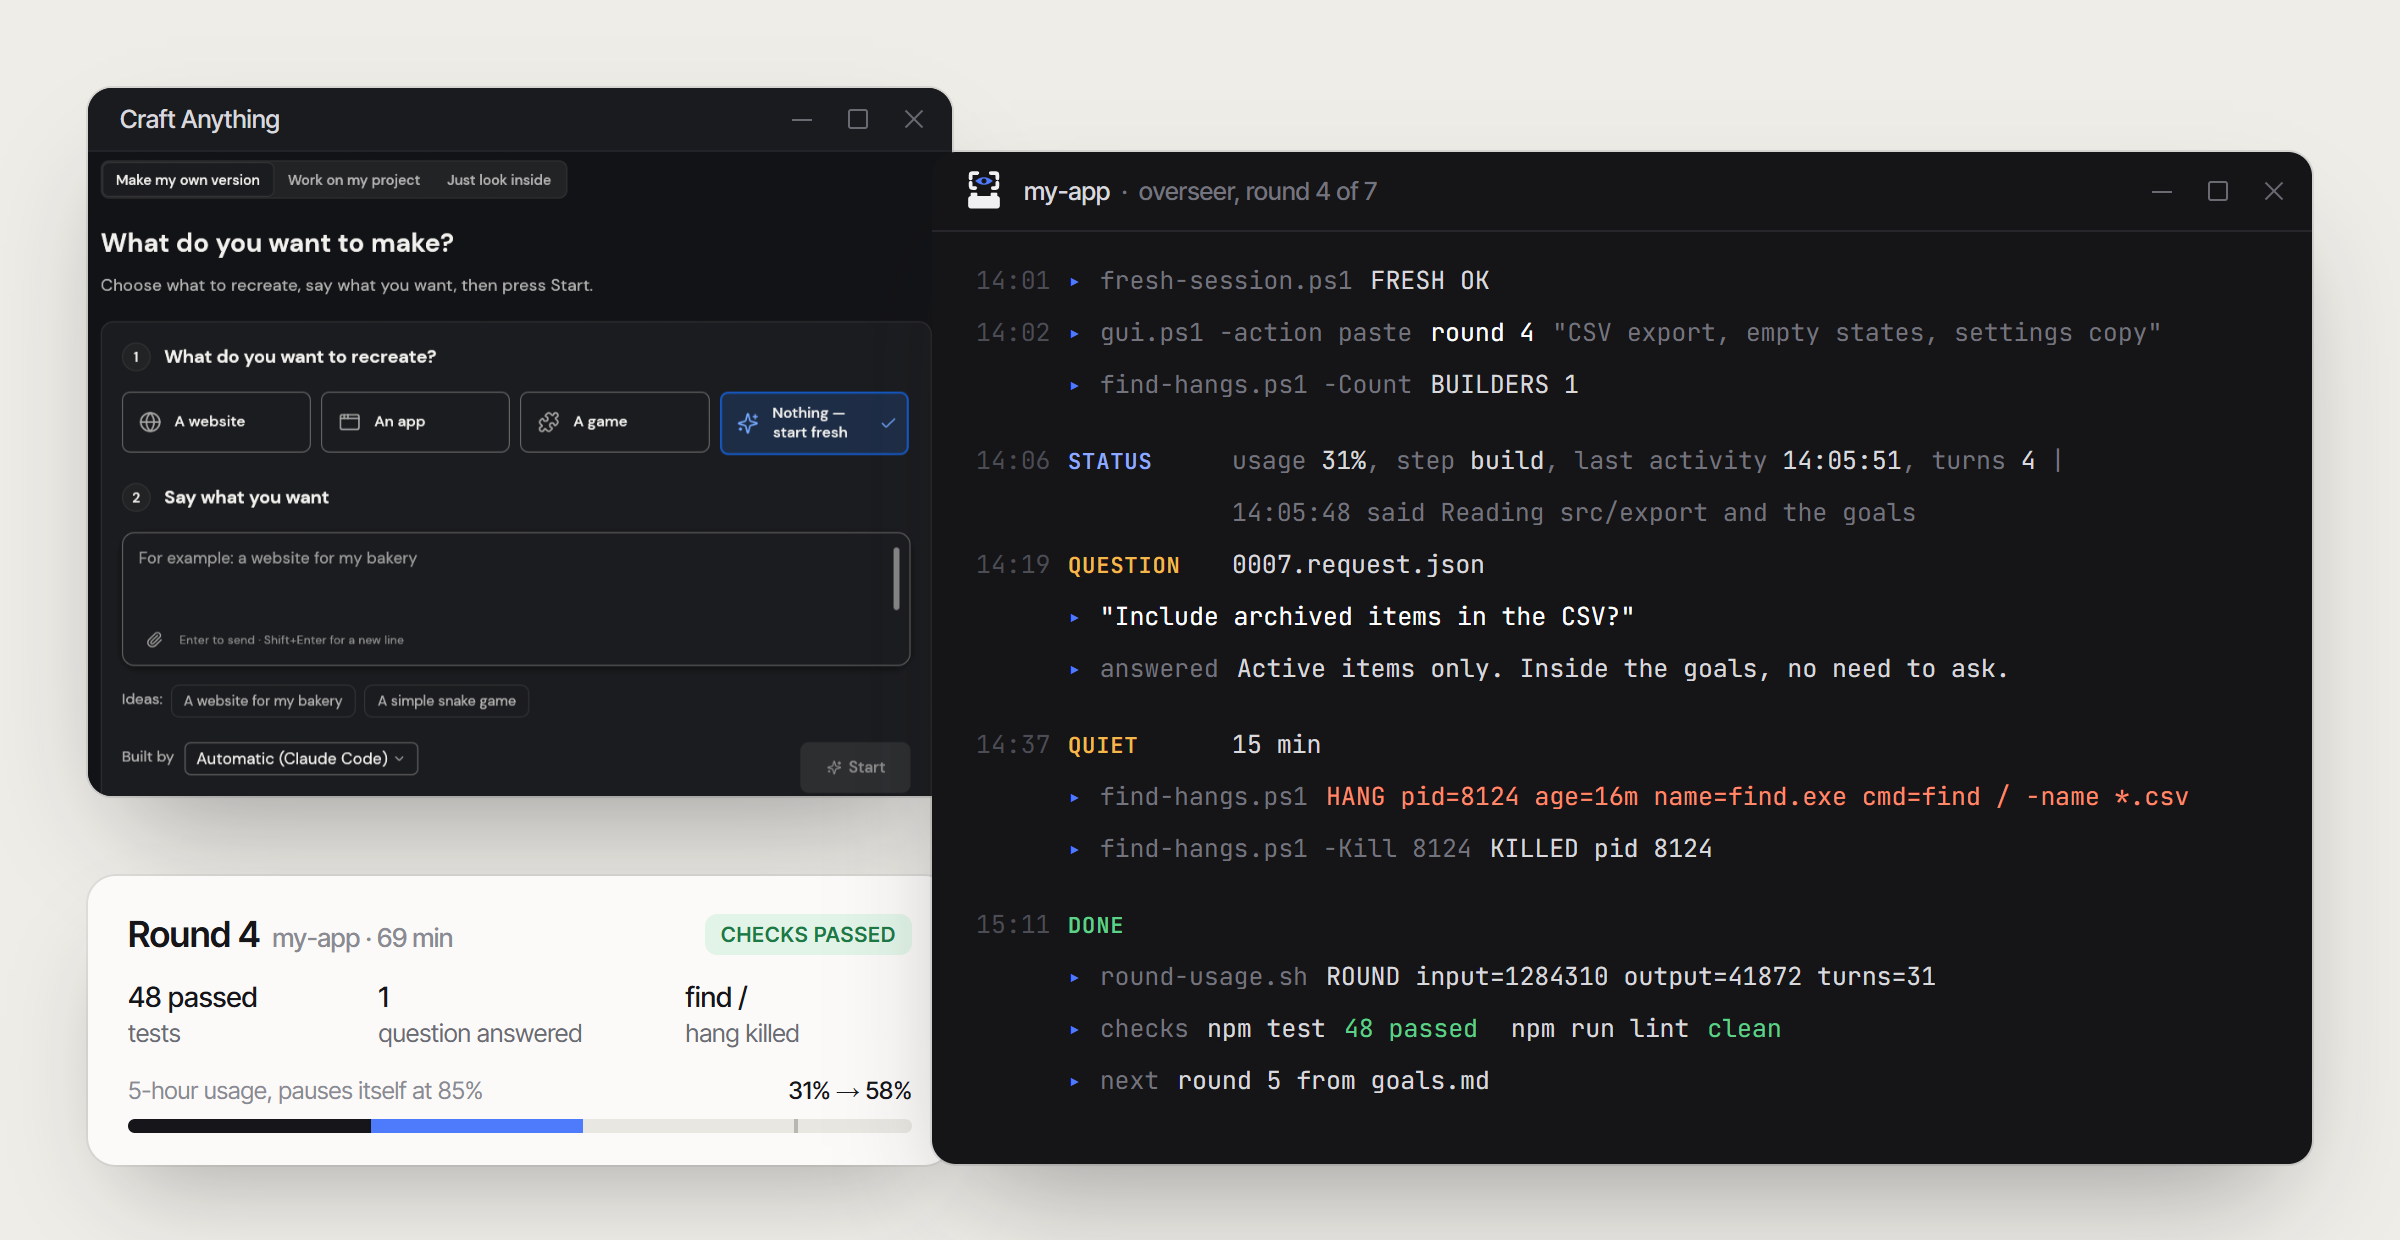 Craft Anything
Make my own version
Work on my project
Just look inside
What do you want to make?
Choose what to recreate, say what you want, then press Start.
1 What do you want to recreate?
A website
An app
A game
Nothing —
start fresh
2 Say what you want
For example: a website for my bakery
Enter to send · Shift+Enter for a new line
Ideas: A website for my bakery A simple snake game
Built by Automatic (Claude Code)
Start
Round 4 my-app · 69 min
CHECKS PASSED
48 passed
tests
1
question answered
find /
hang killed
5-hour usage, pauses itself at 85%
31% → 58%
my-app · overseer, round 4 of 7
14:01 ▸ fresh-session.ps1 FRESH OK
14:02 ▸ gui.ps1 -action paste round 4 "CSV export, empty states, settings copy"
▸ find-hangs.ps1 -Count BUILDERS 1
14:06 STATUS usage 31%, step build, last activity 14:05:51, turns 4 |
14:05:48 said Reading src/export and the goals
14:19 QUESTION 0007.request.json
▸ "Include archived items in the CSV?"
▸ answered Active items only. Inside the goals, no need to ask.
14:37 QUIET 15 min
▸ find-hangs.ps1 HANG pid=8124 age=16m name=find.exe cmd=find / -name *.csv
▸ find-hangs.ps1 -Kill 8124 KILLED pid 8124
15:11 DONE
▸ round-usage.sh ROUND input=1284310 output=41872 turns=31
▸ checks npm test 48 passed npm run lint clean
▸ next round 5 from goals.md